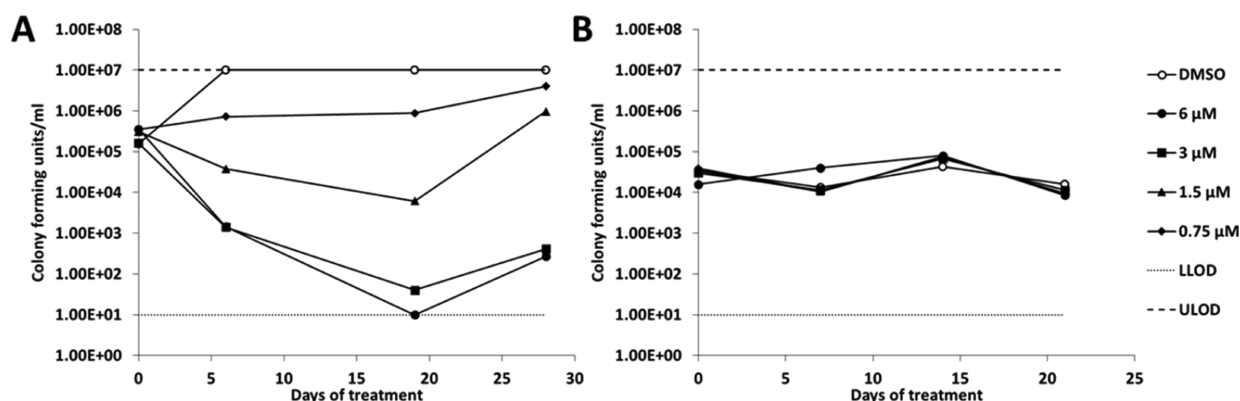 A
Colony forming units/ml
1.00E+08
1.00E+07
1.00E+06
1.00E+05
1.00E+04
1.00E+03
1.00E+02
1.00E+01
1.00E+00
0 5 10 15 20 25 30
Days of treatment
B
Colony forming units/ml
1.00E+08
1.00E+07
1.00E+06
1.00E+05
1.00E+04
1.00E+03
1.00E+02
1.00E+01
1.00E+00
0 5 10 15 20 25
Days of treatment
DMSO
6 µM
3 µM
1.5 µM
0.75 µM
LLOD
ULOD